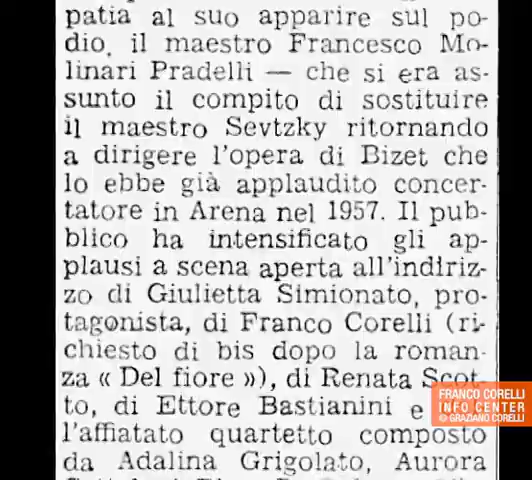 patia al suo apparire sul po-
dio, il maestro Francesco Mo-
linari Pradelli — che si era as-
sunto il compito di sostituire
il maestro Sevtzky ritornando
a dirigere l'opera di Bizet che
lo ebbe già applaudito concer-
tatore in Arena nel 1957. Il pub-
blico ha intensificato gli ap-
plausi a scena aperta all'indiriz-
zo di Giulietta Simionato, pro-
tagonista, di Franco Corelli (ri-
chiesto di bis dopo la roman-
za « Del fiore »), di Renata Scot-
to, di Ettore Bastianini e
l'affiatato quartetto composto
da Adalina Grigolato, Aurora
FRANCO CORELLI
INFO CENTER
© GRAZIANO CORELLI